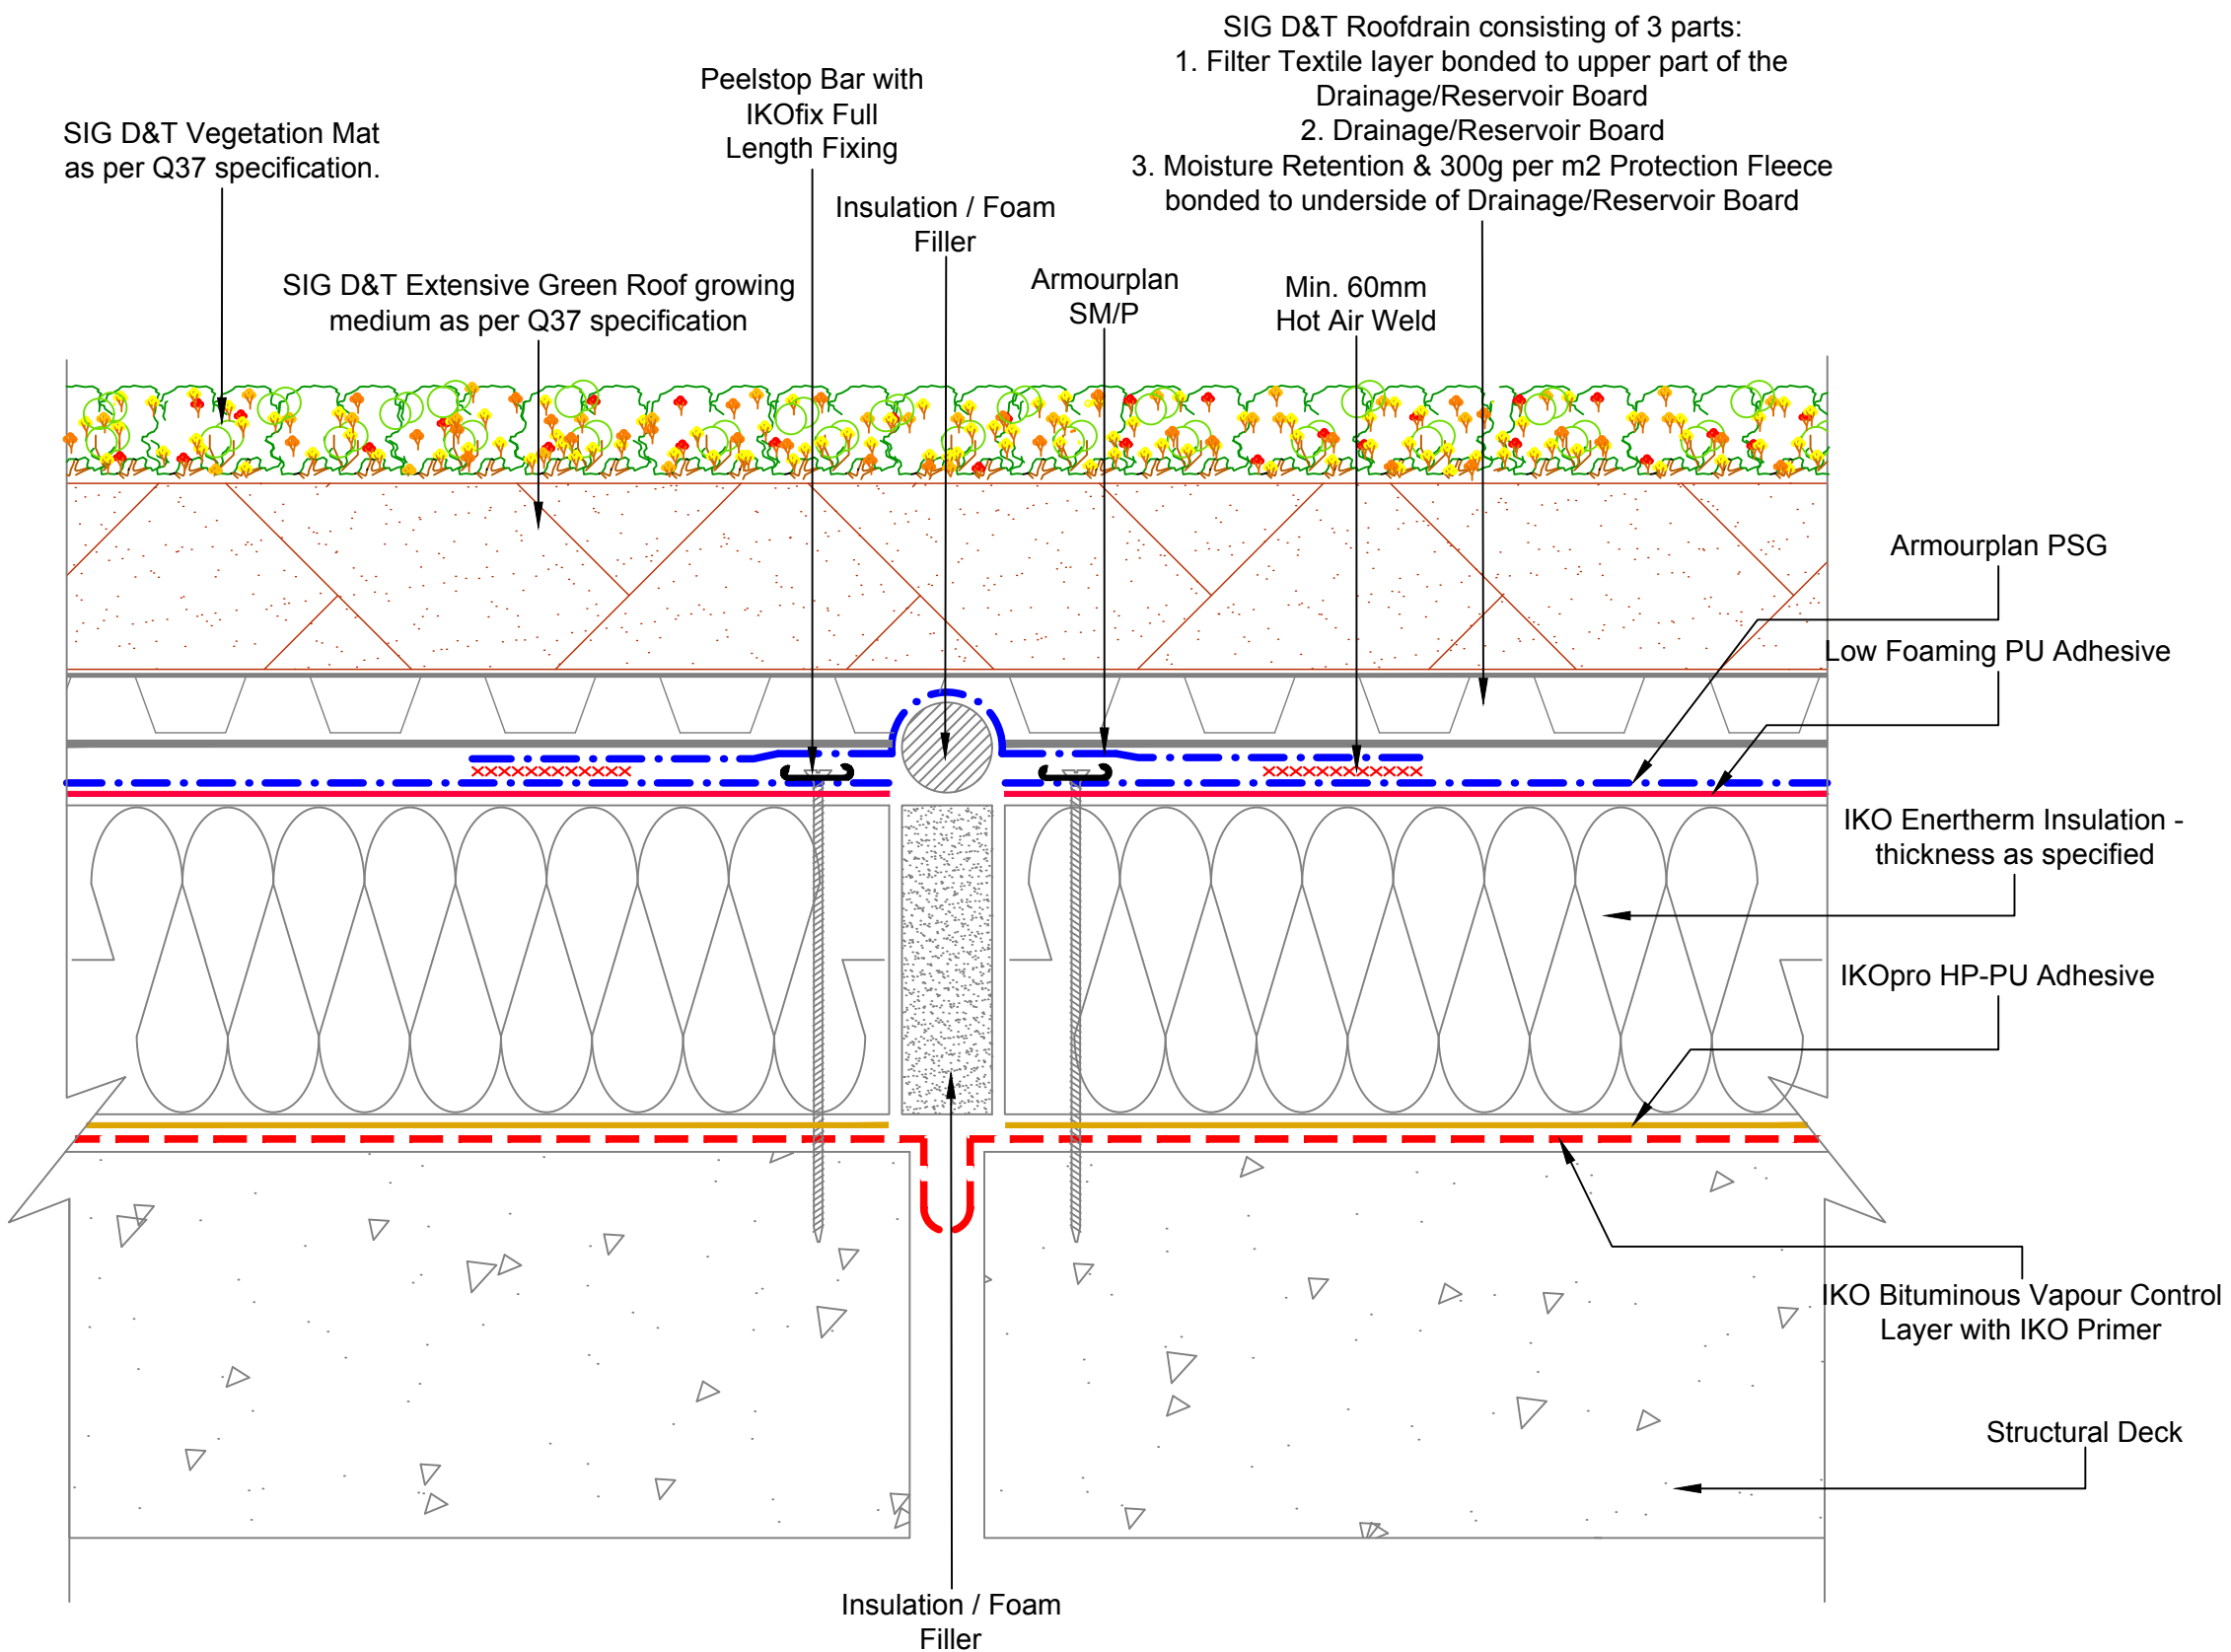 SIG D&T Roofdrain consisting of 3 parts:
1. Filter Textile layer bonded to upper part of the
Drainage/Reservoir Board
2. Drainage/Reservoir Board
3. Moisture Retention & 300g per m2 Protection Fleece
bonded to underside of Drainage/Reservoir Board
Peelstop Bar with
IKOfix Full
Length Fixing
SIG D&T Vegetation Mat
as per Q37 specification.
Insulation / Foam
Filler
SIG D&T Extensive Green Roof growing
medium as per Q37 specification
Armourplan
SM/P
Min. 60mm
Hot Air Weld
Armourplan PSG
Low Foaming PU Adhesive
IKO Enertherm Insulation -
thickness as specified
IKOpro HP-PU Adhesive
IKO Bituminous Vapour Control
Layer with IKO Primer
Structural Deck
Insulation / Foam
Filler